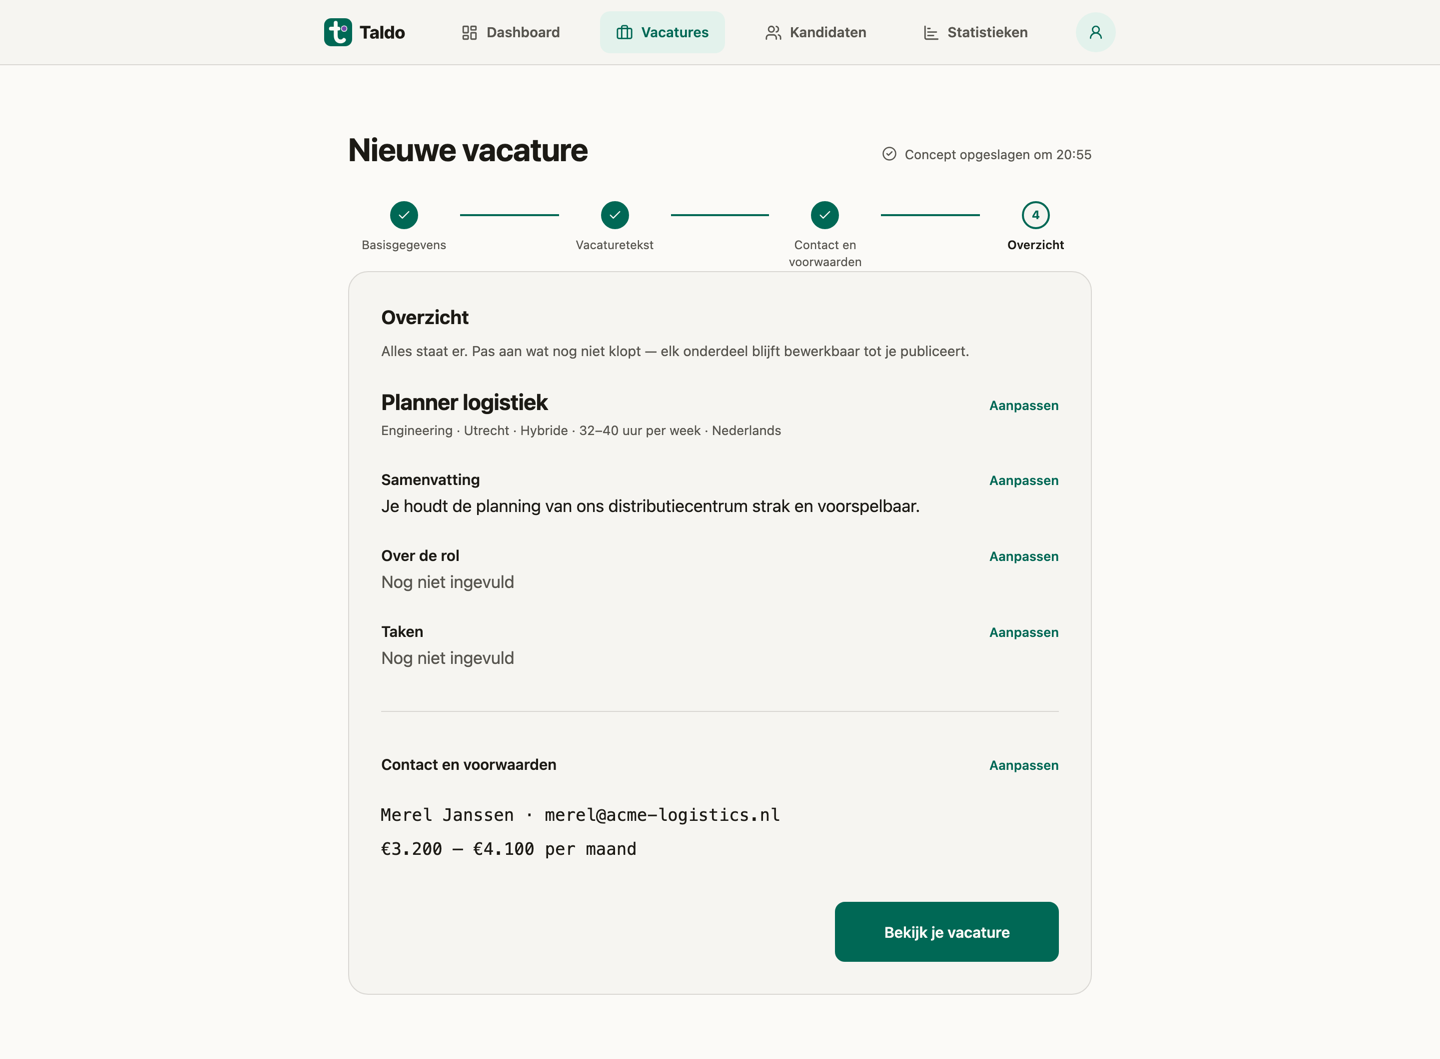 Taldo
Dashboard
Vacatures
Kandidaten
Statistieken
Nieuwe vacature
Concept opgeslagen om 20:55
Basisgegevens
Vacaturetekst
Contact en
voorwaarden
4
Overzicht
Overzicht
Alles staat er. Pas aan wat nog niet klopt — elk onderdeel blijft bewerkbaar tot je publiceert.
Planner logistiek
Aanpassen
Engineering · Utrecht · Hybride · 32–40 uur per week · Nederlands
Samenvatting
Aanpassen
Je houdt de planning van ons distributiecentrum strak en voorspelbaar.
Over de rol
Aanpassen
Nog niet ingevuld
Taken
Aanpassen
Nog niet ingevuld
Contact en voorwaarden
Aanpassen
Merel Janssen · merel@acme-logistics.nl
€3.200 – €4.100 per maand
Bekijk je vacature